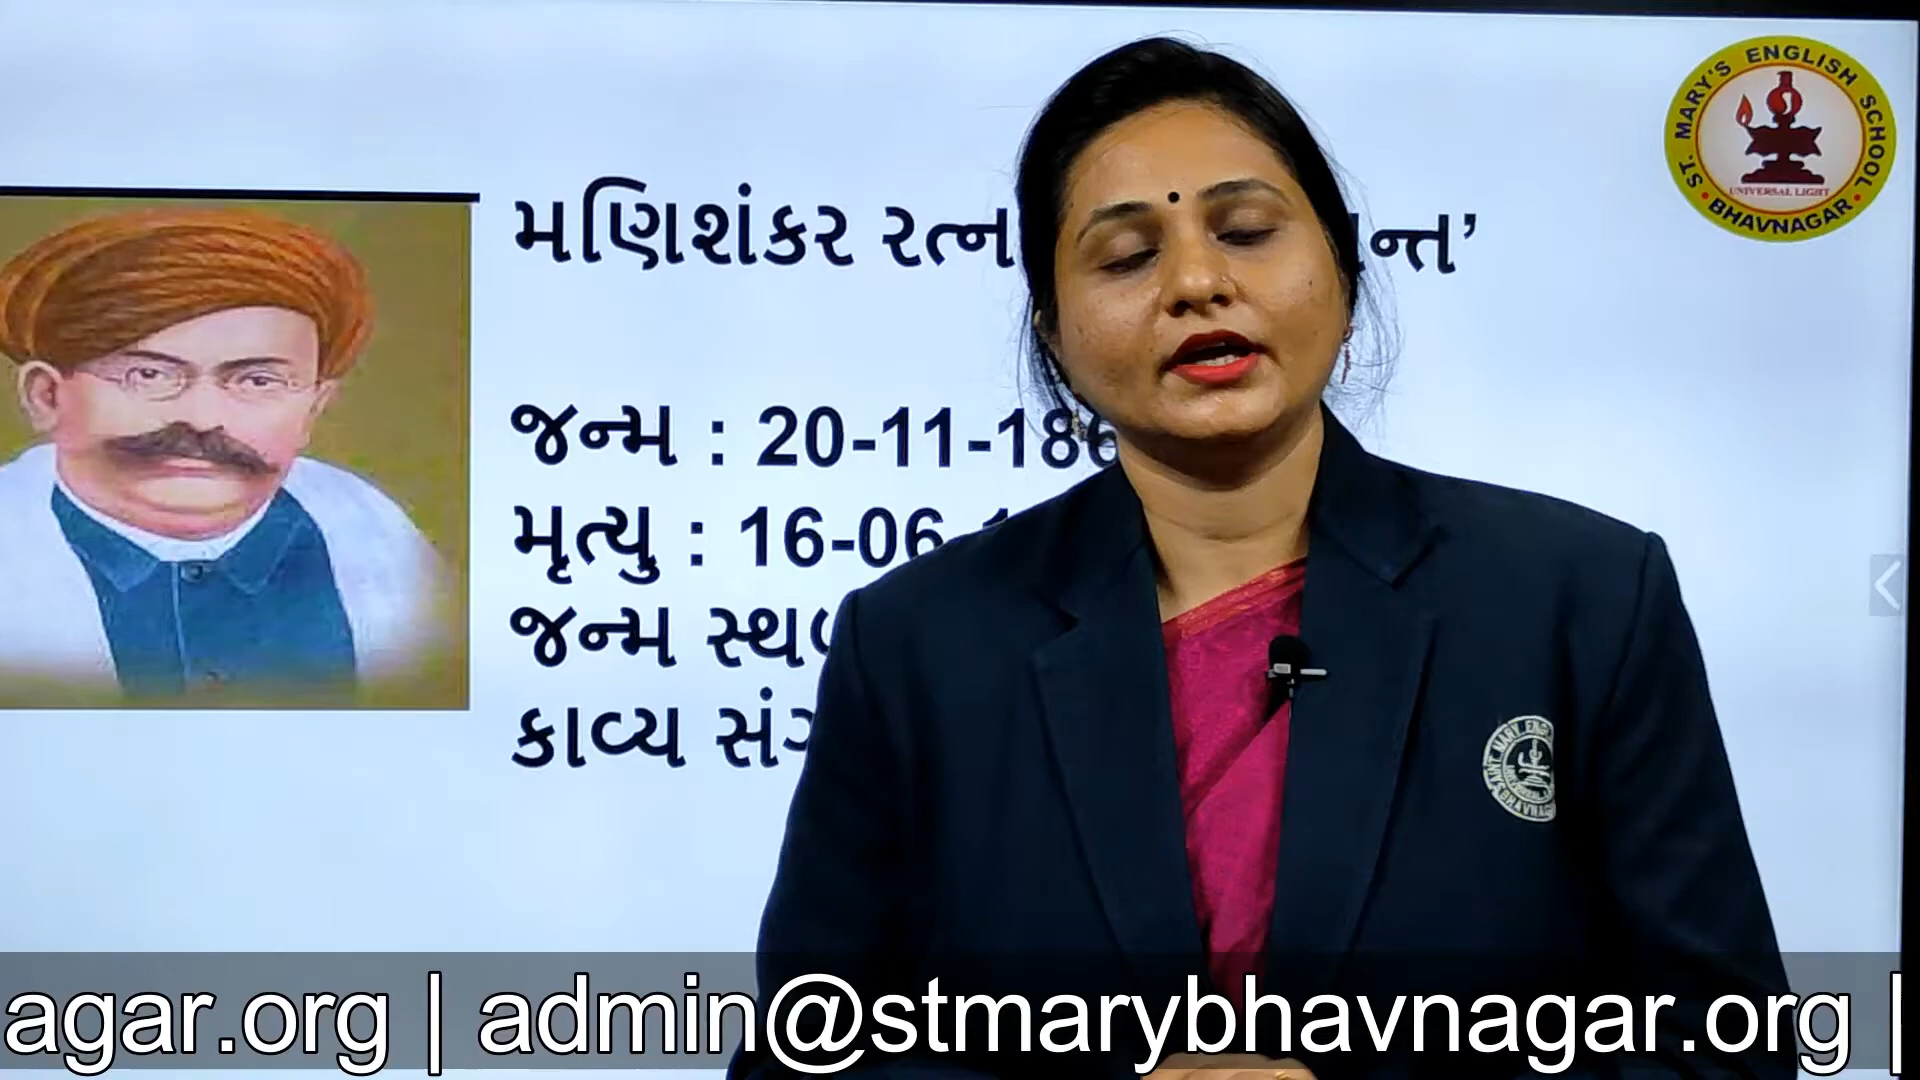 ST. MARY'S ENGLISH SCHOOL
UNIVERSAL LIGHT
• BHAVNAGAR •
મણિશંકર રત્ન ન્ત’
જન્મ : 20-11-186
મૃત્યુ : 16-06-
જન્મ
કાવ્ય
agar.org | admin@stmarybhavnagar.org |